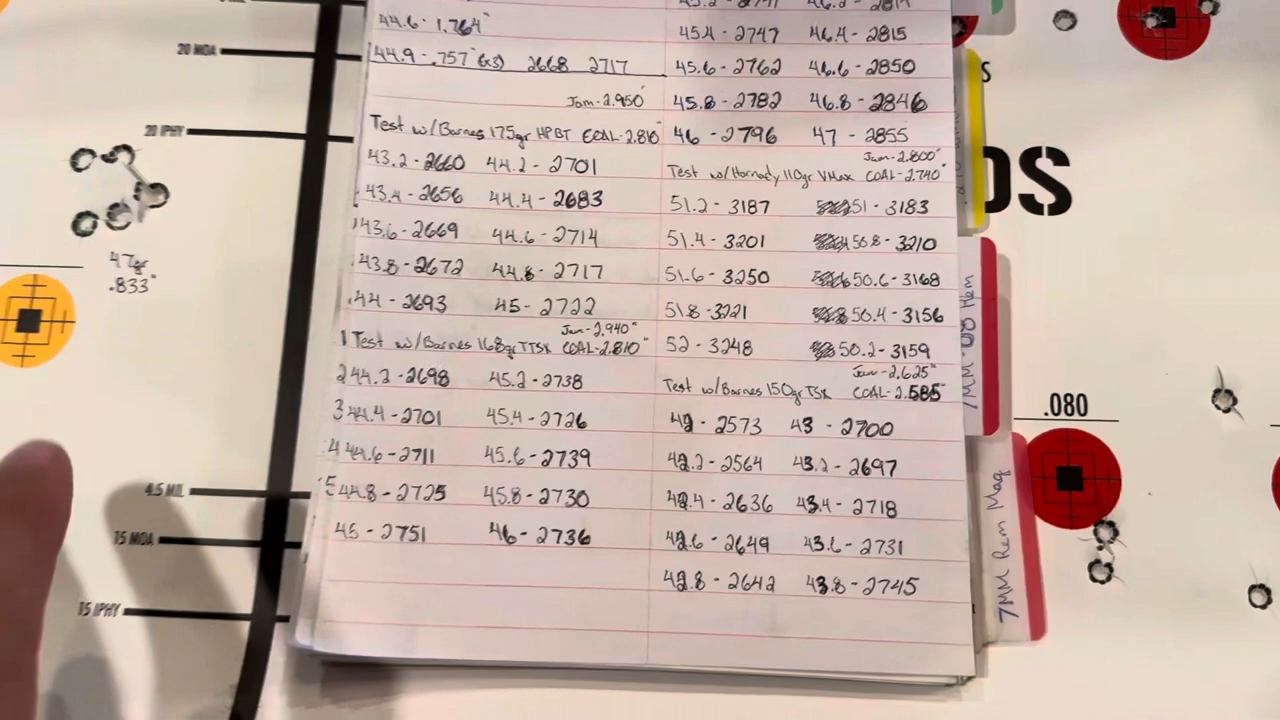 44.6 - 1.764"
44.9 - .757" (x3) 2668 2717
Jam - 2.950"
Test w/Barnes 175gr HPBT COAL - 2.810"
43.2 - 2660 44.2 - 2701
43.4 - 2656 44.4 - 2683
43.6 - 2669 44.6 - 2714
43.8 - 2672 44.8 - 2717
44 - 2693 45 - 2722
Jam - 2.940"
1 Test w/Barnes 168gr TTSX COAL - 2.810"
2 44.2 - 2698 45.2 - 2738
3 44.4 - 2701 45.4 - 2726
4 44.6 - 2711 45.6 - 2739
5 44.8 - 2725 45.8 - 2730
45 - 2751 46 - 2736
45.4 - 2747 46.4 - 2815
45.6 - 2762 46.6 - 2850
45.8 - 2782 46.8 - 2846
46 - 2796 47 - 2855
Jam - 2.800"
Test w/Hornady 110gr VMax COAL - 2.740"
51.2 - 3187 51 - 3183
51.4 - 3201 50.8 - 3210
51.6 - 3250 50.6 - 3168
51.8 - 3221 50.4 - 3156
52 - 3248 50.2 - 3159
Jam - 2.625"
Test w/Barnes 150gr TSX COAL - 2.585"
42 - 2573 43 - 2700
42.2 - 2564 43.2 - 2697
42.4 - 2636 43.4 - 2718
42.6 - 2649 43.6 - 2731
42.8 - 2642 43.8 - 2745
20 MOA
20 IPHY
47gr
.833"
4.5 MIL
15 MOA
15 IPHY
S
DS
7MM-08 Rem
7MM Rem Mag
.080